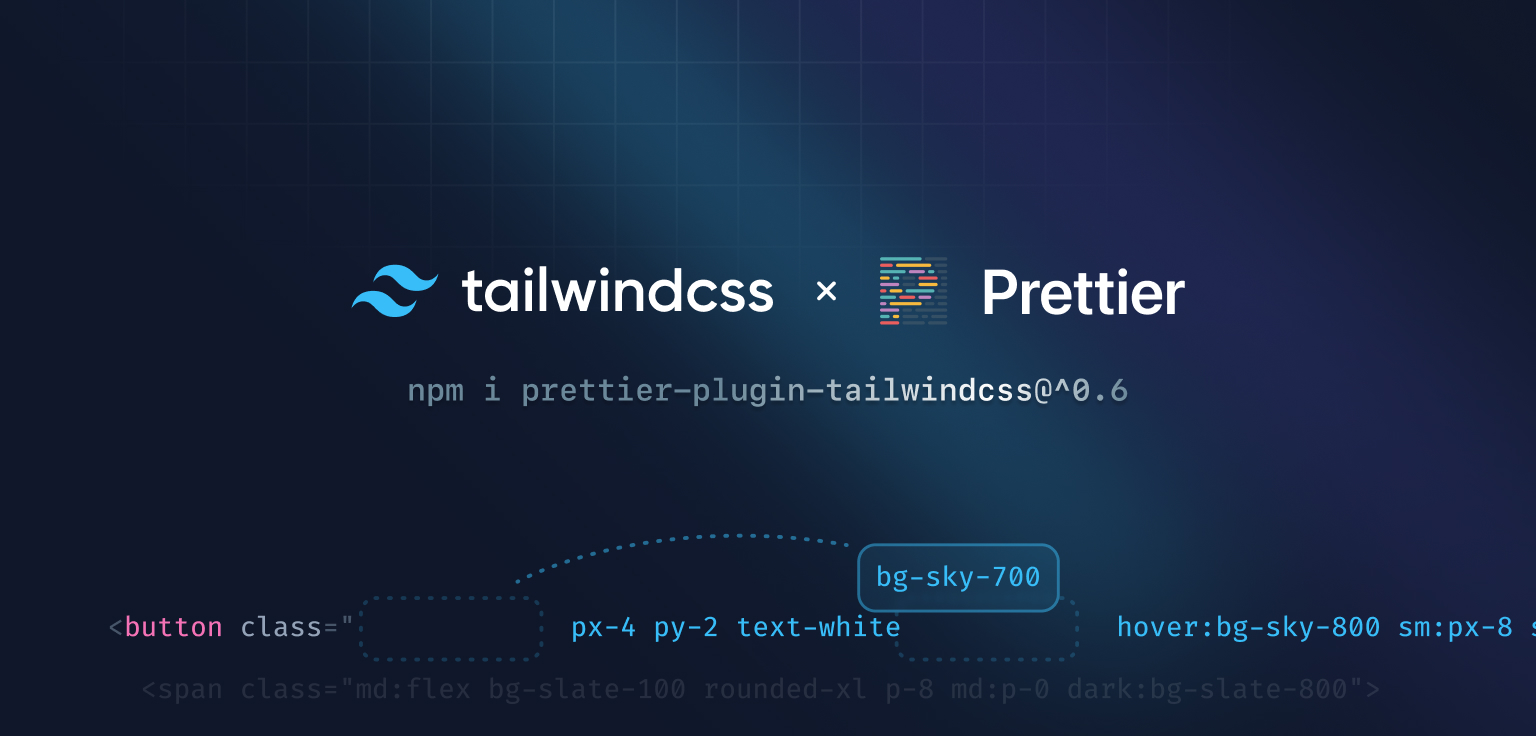 tailwindcss × Prettier
npm i prettier-plugin-tailwindcss@^0.6
bg-sky-700
<button class=" px-4 py-2 text-white hover:bg-sky-800 sm:px-8
<span class="md:flex bg-slate-100 rounded-xl p-8 md:p-0 dark:bg-slate-800">